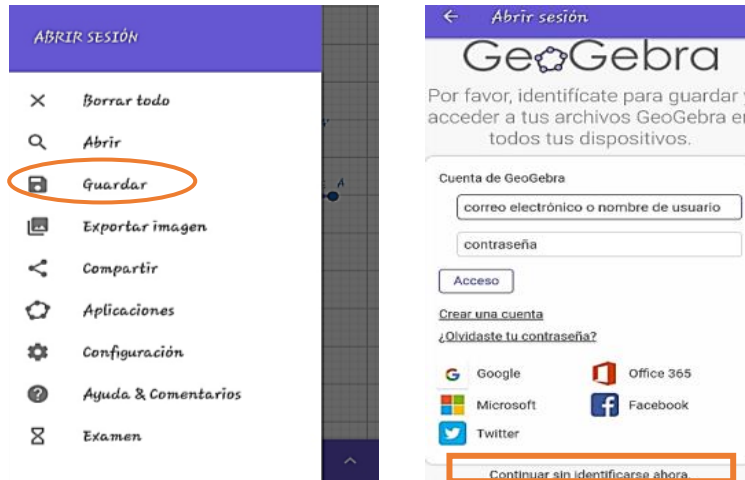 ABRIR SESIÓN
Borrar todo
Abrir
Guardar
Exportar imagen
Compartir
Aplicaciones
Configuración
Ayuda & Comentarios
Examen
A
Abrir sesión
GeoGebra
Por favor, identifícate para guardar y
acceder a tus archivos GeoGebra en
todos tus dispositivos.
Cuenta de GeoGebra
correo electrónico o nombre de usuario
contraseña
Acceso
Crear una cuenta
¿Olvidaste tu contraseña?
Google
Office 365
Microsoft
Facebook
Twitter
Continuar sin identificarse ahora.